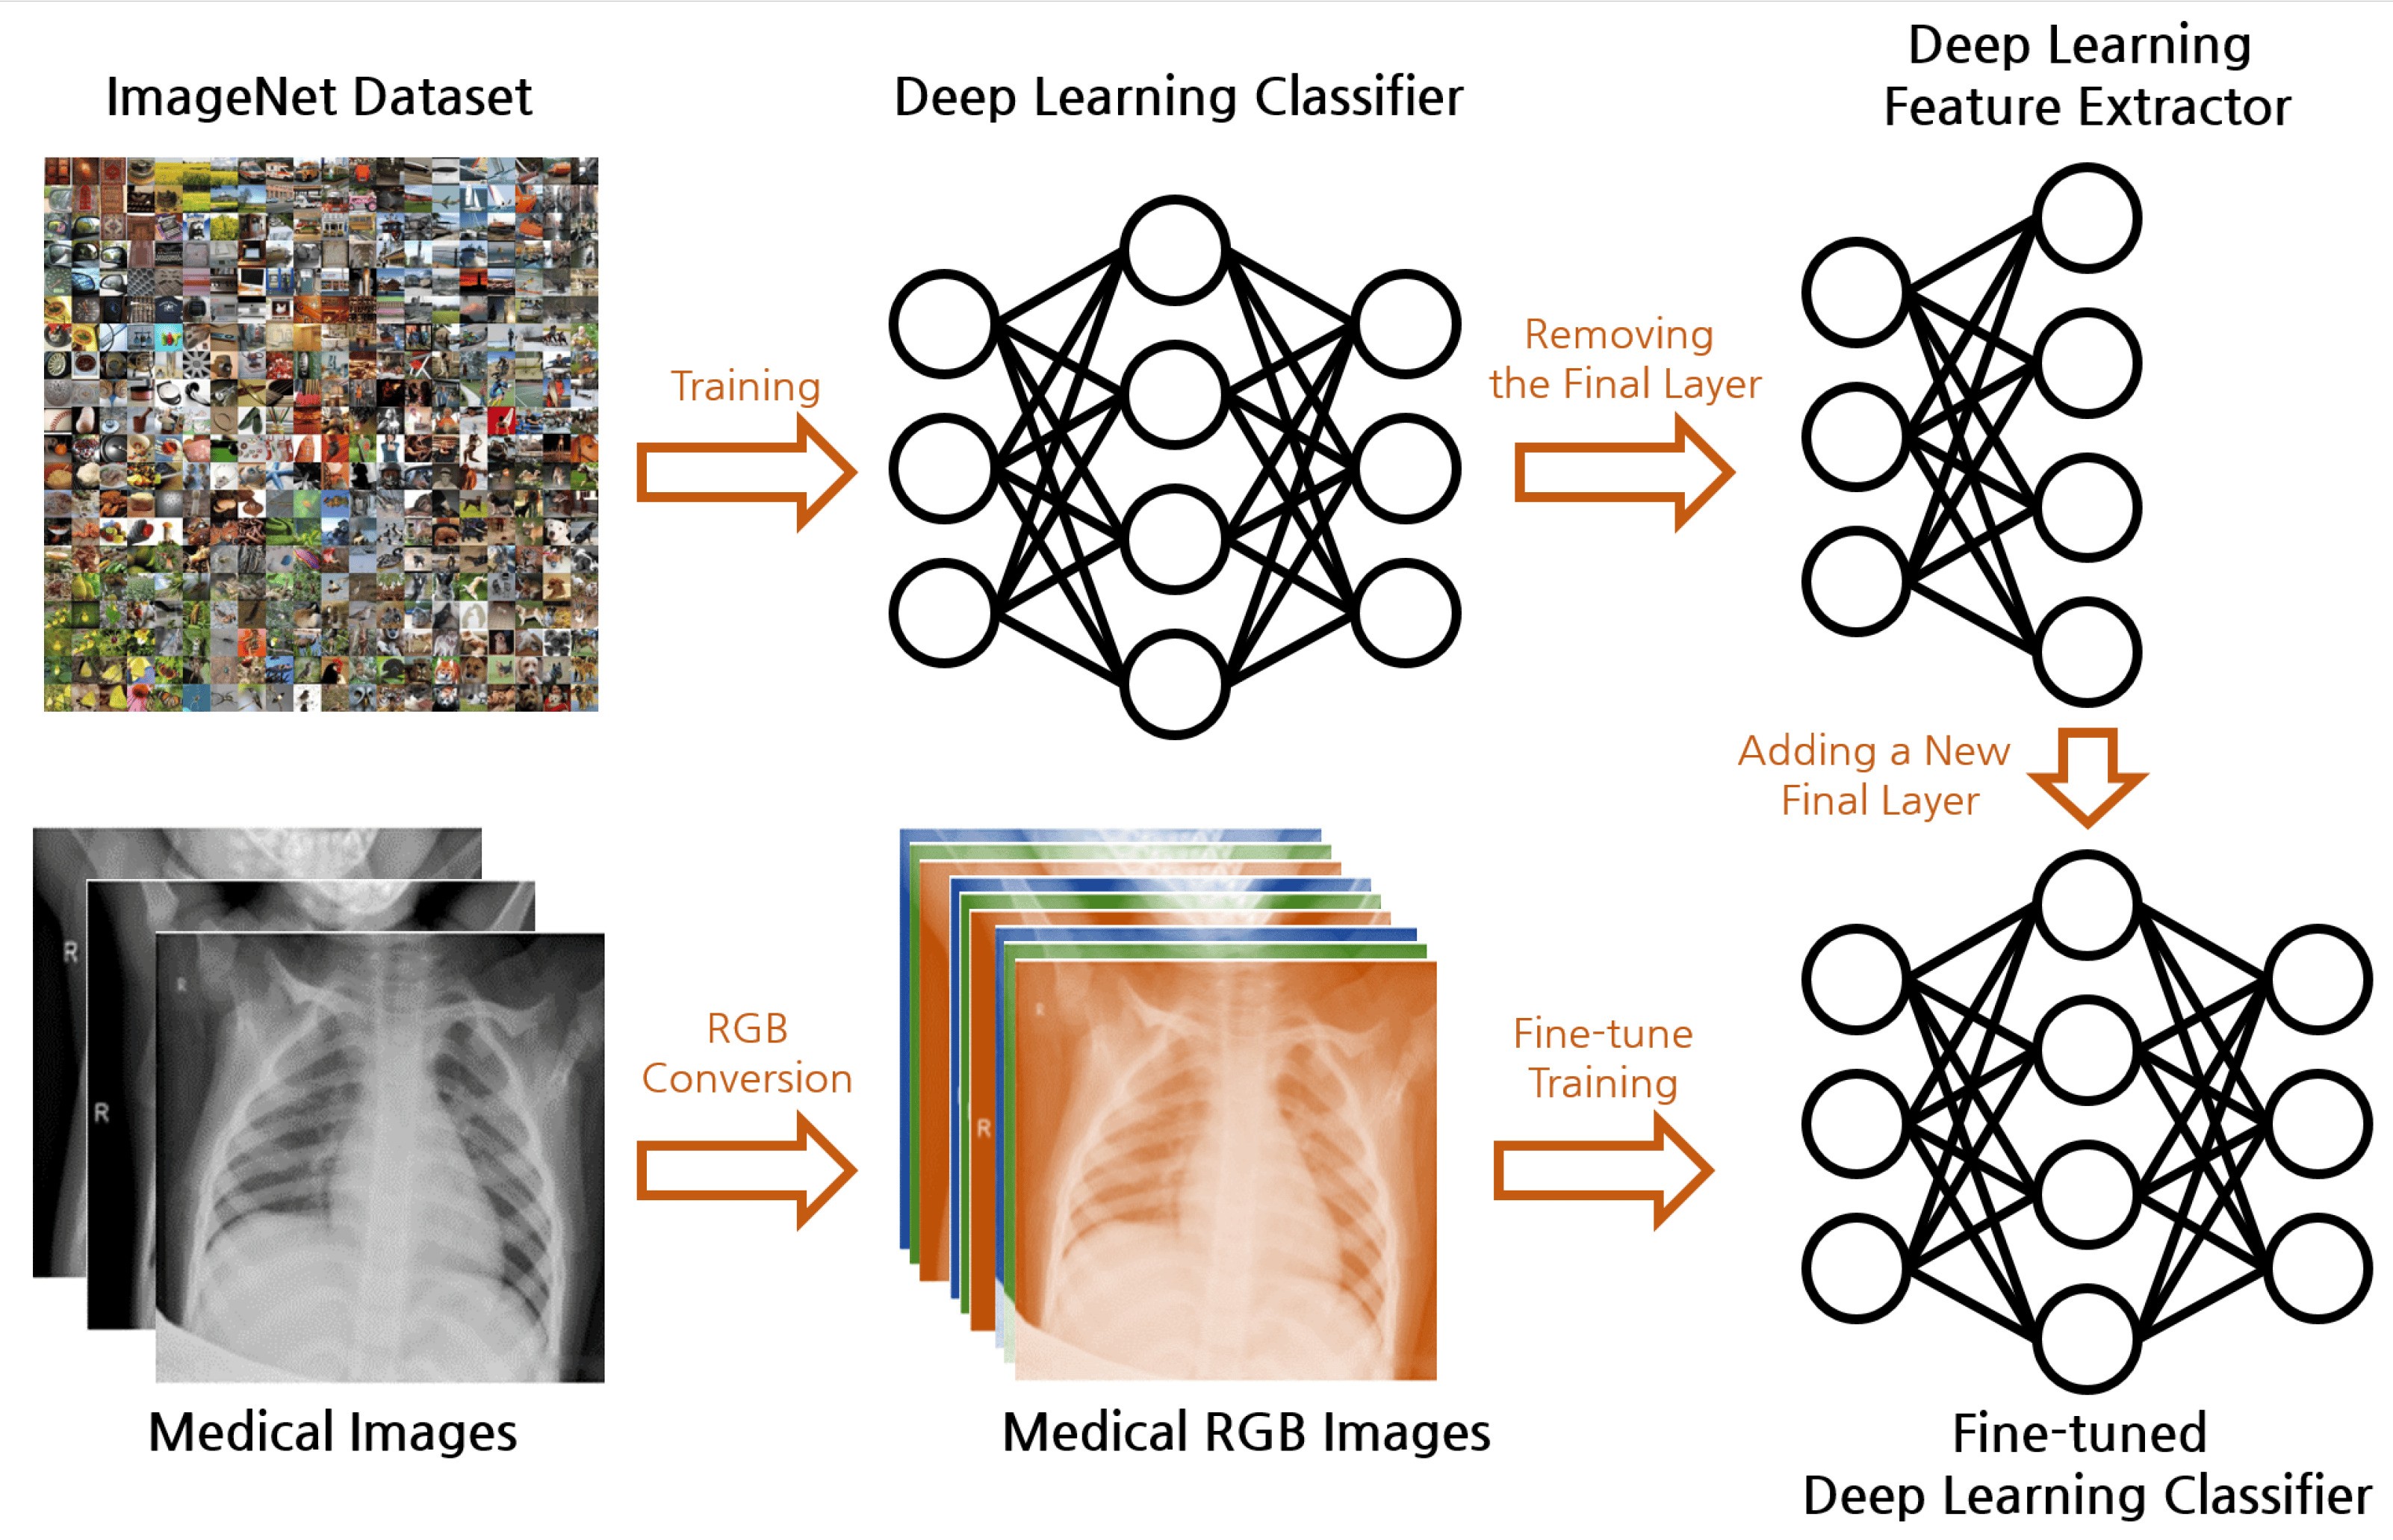 ImageNet Dataset
Deep Learning Classifier
Deep Learning
Feature Extractor
Training
Removing
the Final Layer
Adding a New
Final Layer
R
R
R
RGB
Conversion
R
R
Fine-tune
Training
Medical Images
Medical RGB Images
Fine-tuned
Deep Learning Classifier